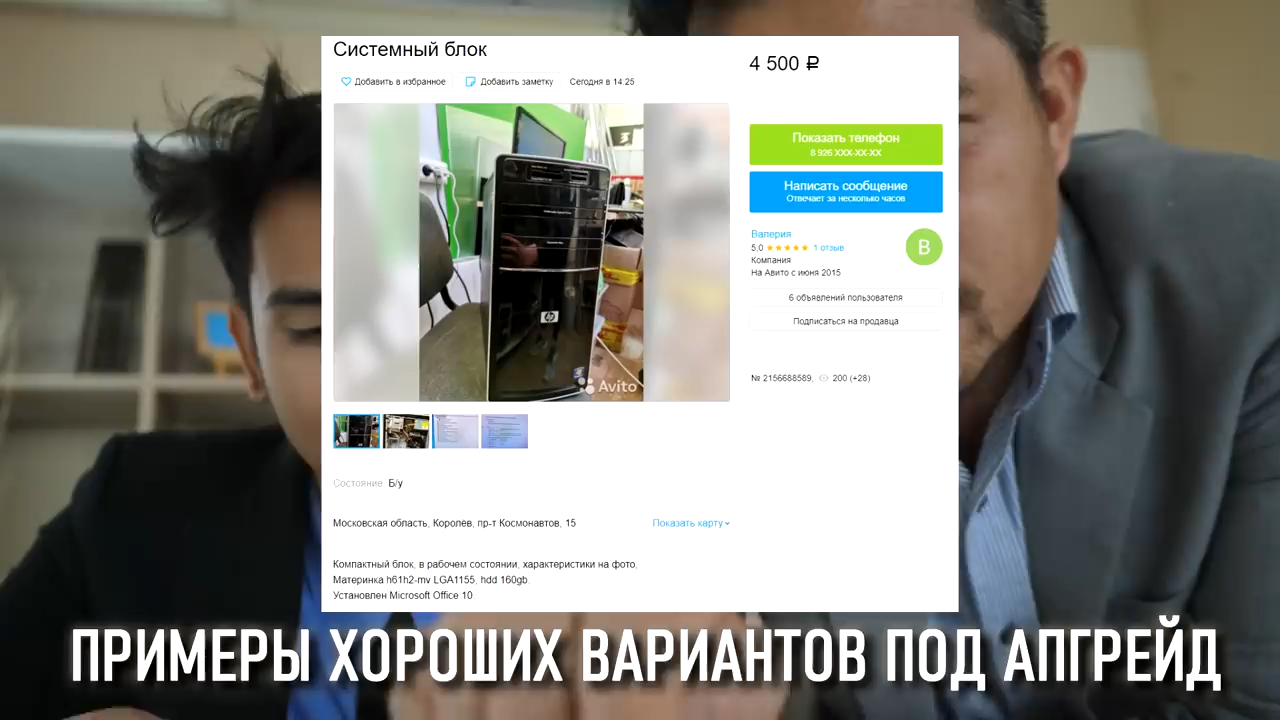 Системный блок
4 500 ₽
Добавить в избранное
Добавить заметку
Сегодня в 14:25
Показать телефон
8 926 XXX-XX-XX
Написать сообщение
Отвечает за несколько часов
Валерия
5,0 ★★★★★ 1 отзыв
Компания
На Авито с июня 2015
В
6 объявлений пользователя
Подписаться на продавца
№ 2156688589, 200 (+28)
hp
Avito
Состояние Б/у
Московская область, Королёв, пр-т Космонавтов, 15
Показать карту
Компактный блок, в рабочем состоянии, характеристики на фото.
Материнка h61h2-mv LGA1155, hdd 160gb.
Установлен Microsoft Office 10
ПРИМЕРЫ ХОРОШИХ ВАРИАНТОВ ПОД АПГРЕЙД